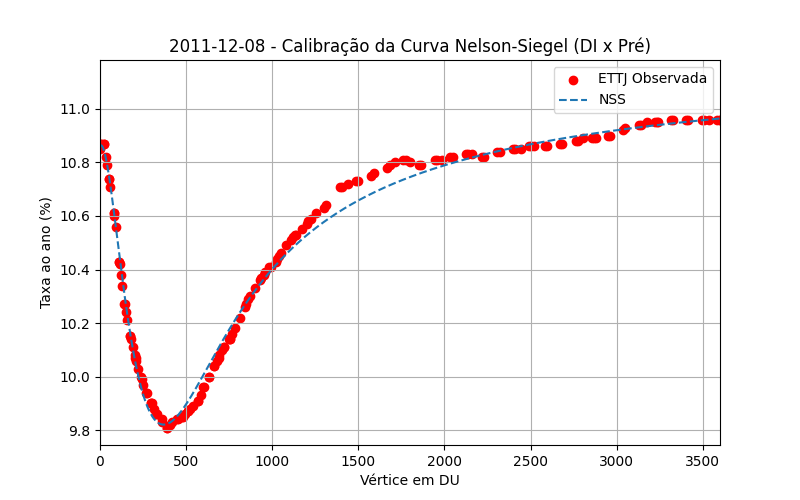 2011-12-08 - Calibração da Curva Nelson-Siegel (DI x Pré)
ETTJ Observada
NSS
Taxa ao ano (%)
11.0
10.8
10.6
10.4
10.2
10.0
9.8
0 500 1000 1500 2000 2500 3000 3500
Vértice em DU